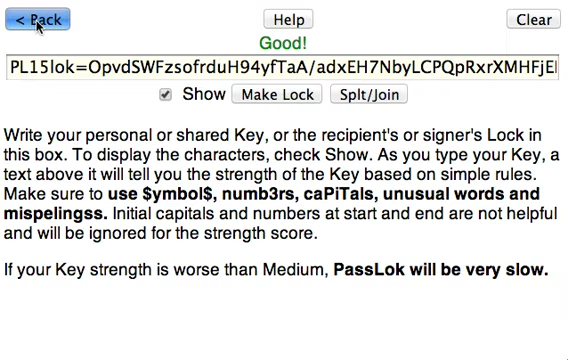 < Back Help Clear
Good!
PL15lok=OpvdSWFzsofrduH94yfTaA/adxEH7NbyLCPQpRxrXMHFjEl
Show Make Lock Splt/Join
Write your personal or shared Key, or the recipient's or signer's Lock in
this box. To display the characters, check Show. As you type your Key, a
text above it will tell you the strength of the Key based on simple rules.
Make sure to use $ymbol$, numb3rs, caPiTals, unusual words and
mispelingss. Initial capitals and numbers at start and end are not helpful
and will be ignored for the strength score.
If your Key strength is worse than Medium, PassLok will be very slow.